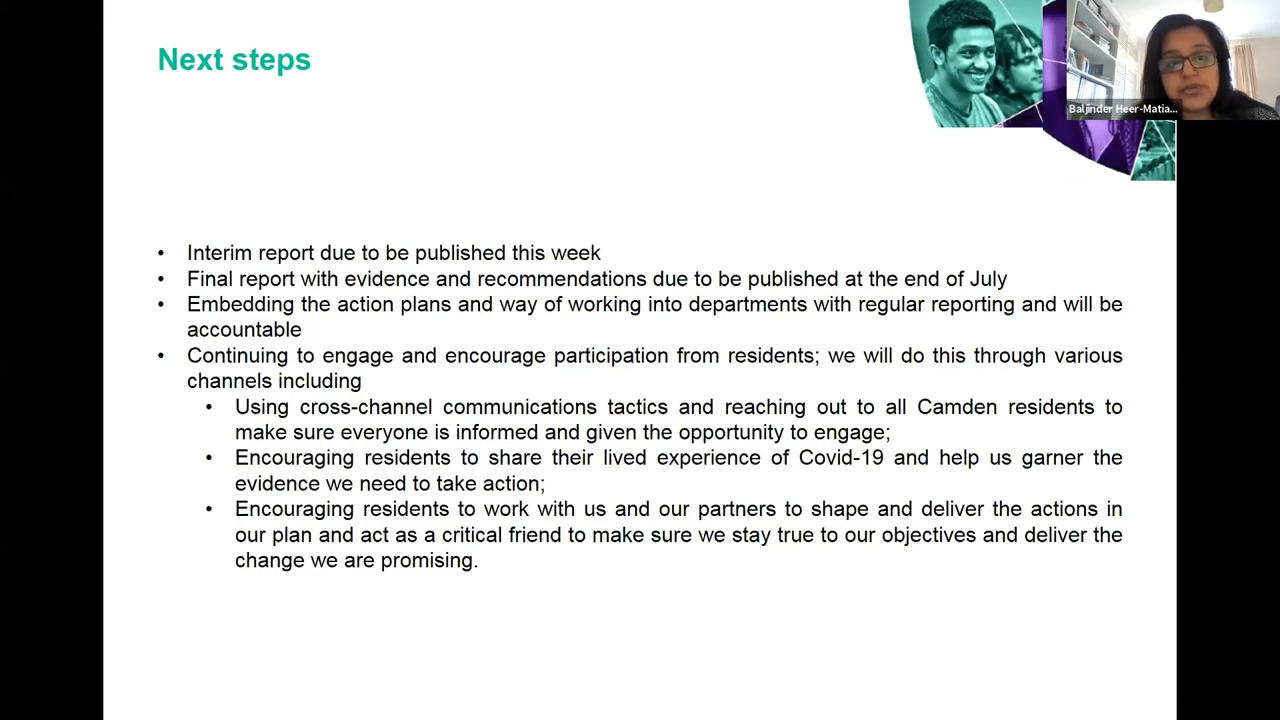 Next steps
Baljinder Heer-Matia...
• Interim report due to be published this week
• Final report with evidence and recommendations due to be published at the end of July
• Embedding the action plans and way of working into departments with regular reporting and will be
accountable
• Continuing to engage and encourage participation from residents; we will do this through various
channels including
• Using cross-channel communications tactics and reaching out to all Camden residents to
make sure everyone is informed and given the opportunity to engage;
• Encouraging residents to share their lived experience of Covid-19 and help us garner the
evidence we need to take action;
• Encouraging residents to work with us and our partners to shape and deliver the actions in
our plan and act as a critical friend to make sure we stay true to our objectives and deliver the
change we are promising.